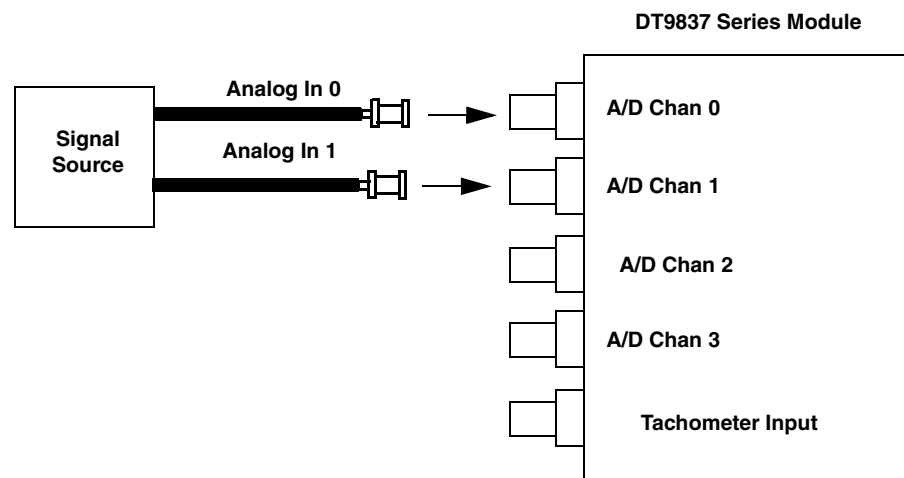 DT9837 Series Module
Analog In 0
A/D Chan 0
Signal
Source
Analog In 1
A/D Chan 1
A/D Chan 2
A/D Chan 3
Tachometer Input